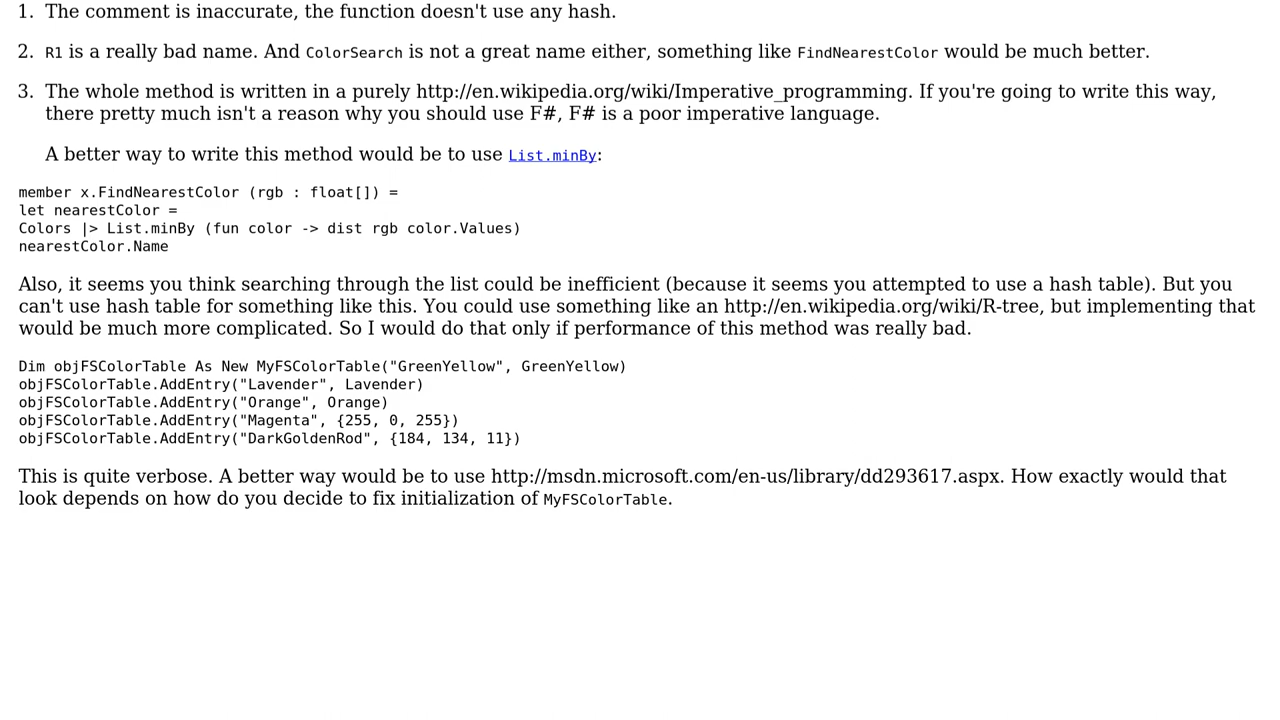 1. The comment is inaccurate, the function doesn't use any hash.
2. R1 is a really bad name. And ColorSearch is not a great name either, something like FindNearestColor would be much better.
3. The whole method is written in a purely http://en.wikipedia.org/wiki/Imperative_programming. If you're going to write this way,
there pretty much isn't a reason why you should use F#, F# is a poor imperative language.
A better way to write this method would be to use List.minBy:
member x.FindNearestColor (rgb : float[]) =
let nearestColor =
Colors |> List.minBy (fun color -> dist rgb color.Values)
nearestColor.Name
Also, it seems you think searching through the list could be inefficient (because it seems you attempted to use a hash table). But you
can't use hash table for something like this. You could use something like an http://en.wikipedia.org/wiki/R-tree, but implementing that
would be much more complicated. So I would do that only if performance of this method was really bad.
Dim objFSColorTable As New MyFSColorTable("GreenYellow", GreenYellow)
objFSColorTable.AddEntry("Lavender", Lavender)
objFSColorTable.AddEntry("Orange", Orange)
objFSColorTable.AddEntry("Magenta", {255, 0, 255})
objFSColorTable.AddEntry("DarkGoldenRod", {184, 134, 11})
This is quite verbose. A better way would be to use http://msdn.microsoft.com/en-us/library/dd293617.aspx. How exactly would that
look depends on how do you decide to fix initialization of MyFSColorTable.